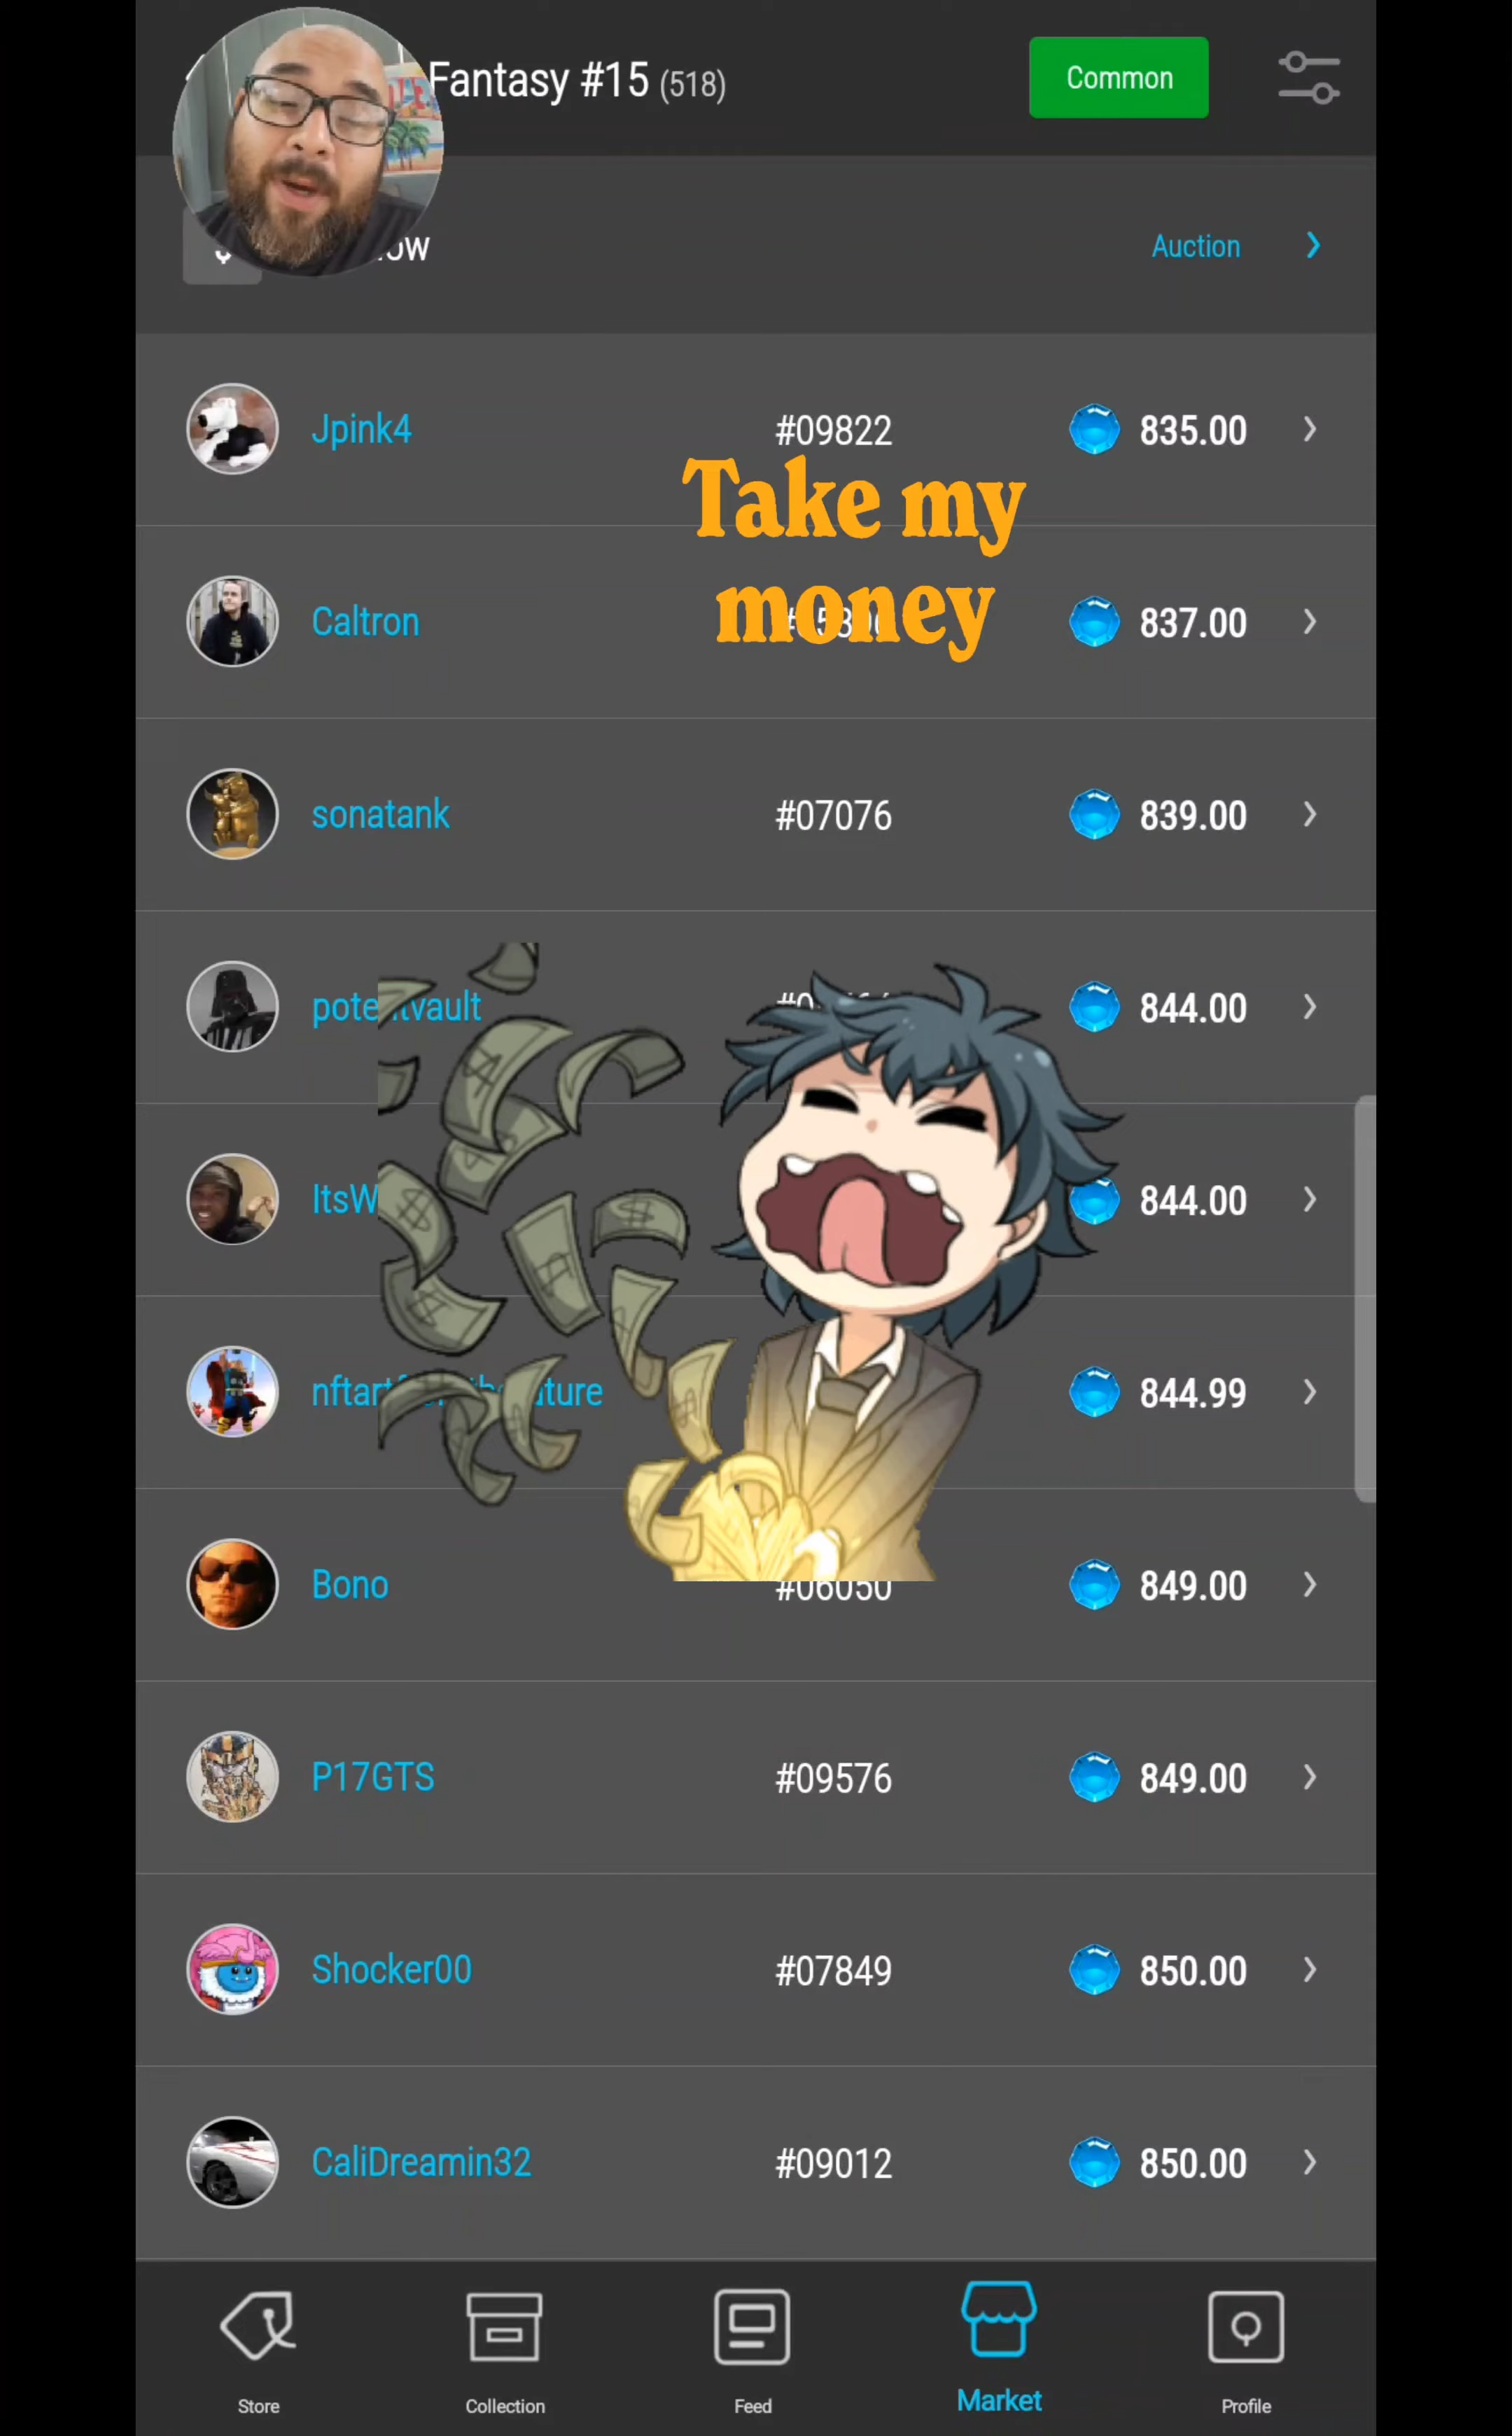 Fantasy #15 (518)
Common
Auction
Jpink4 #09822 835.00
Take my
money
Caltron 837.00
sonatank #07076 839.00
844.00
844.00
844.99
Bono #06050 849.00
P17GTS #09576 849.00
Shocker00 #07849 850.00
CaliDreamin32 #09012 850.00
Store Collection Feed Market Profile